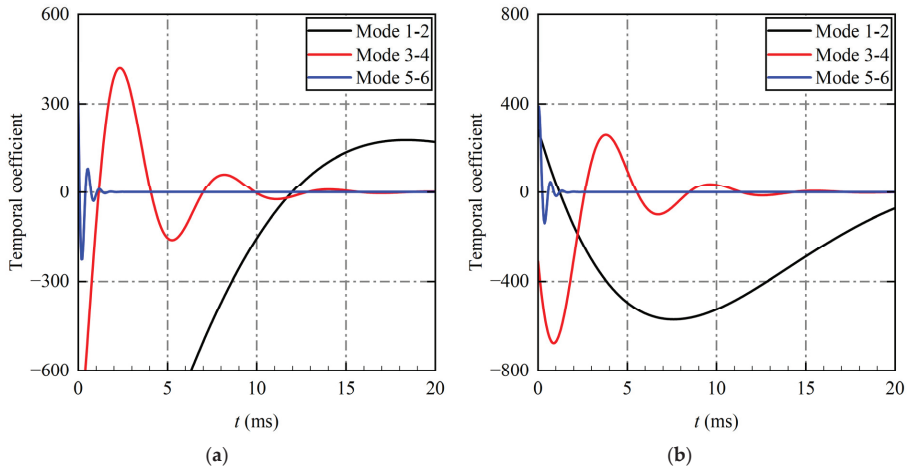 600
300
0
−300
−600
Temporal coefficient
Mode 1-2
Mode 3-4
Mode 5-6
0 5 10 15 20
t (ms)
(a)
800
400
0
−400
−800
Temporal coefficient
Mode 1-2
Mode 3-4
Mode 5-6
0 5 10 15 20
t (ms)
(b)